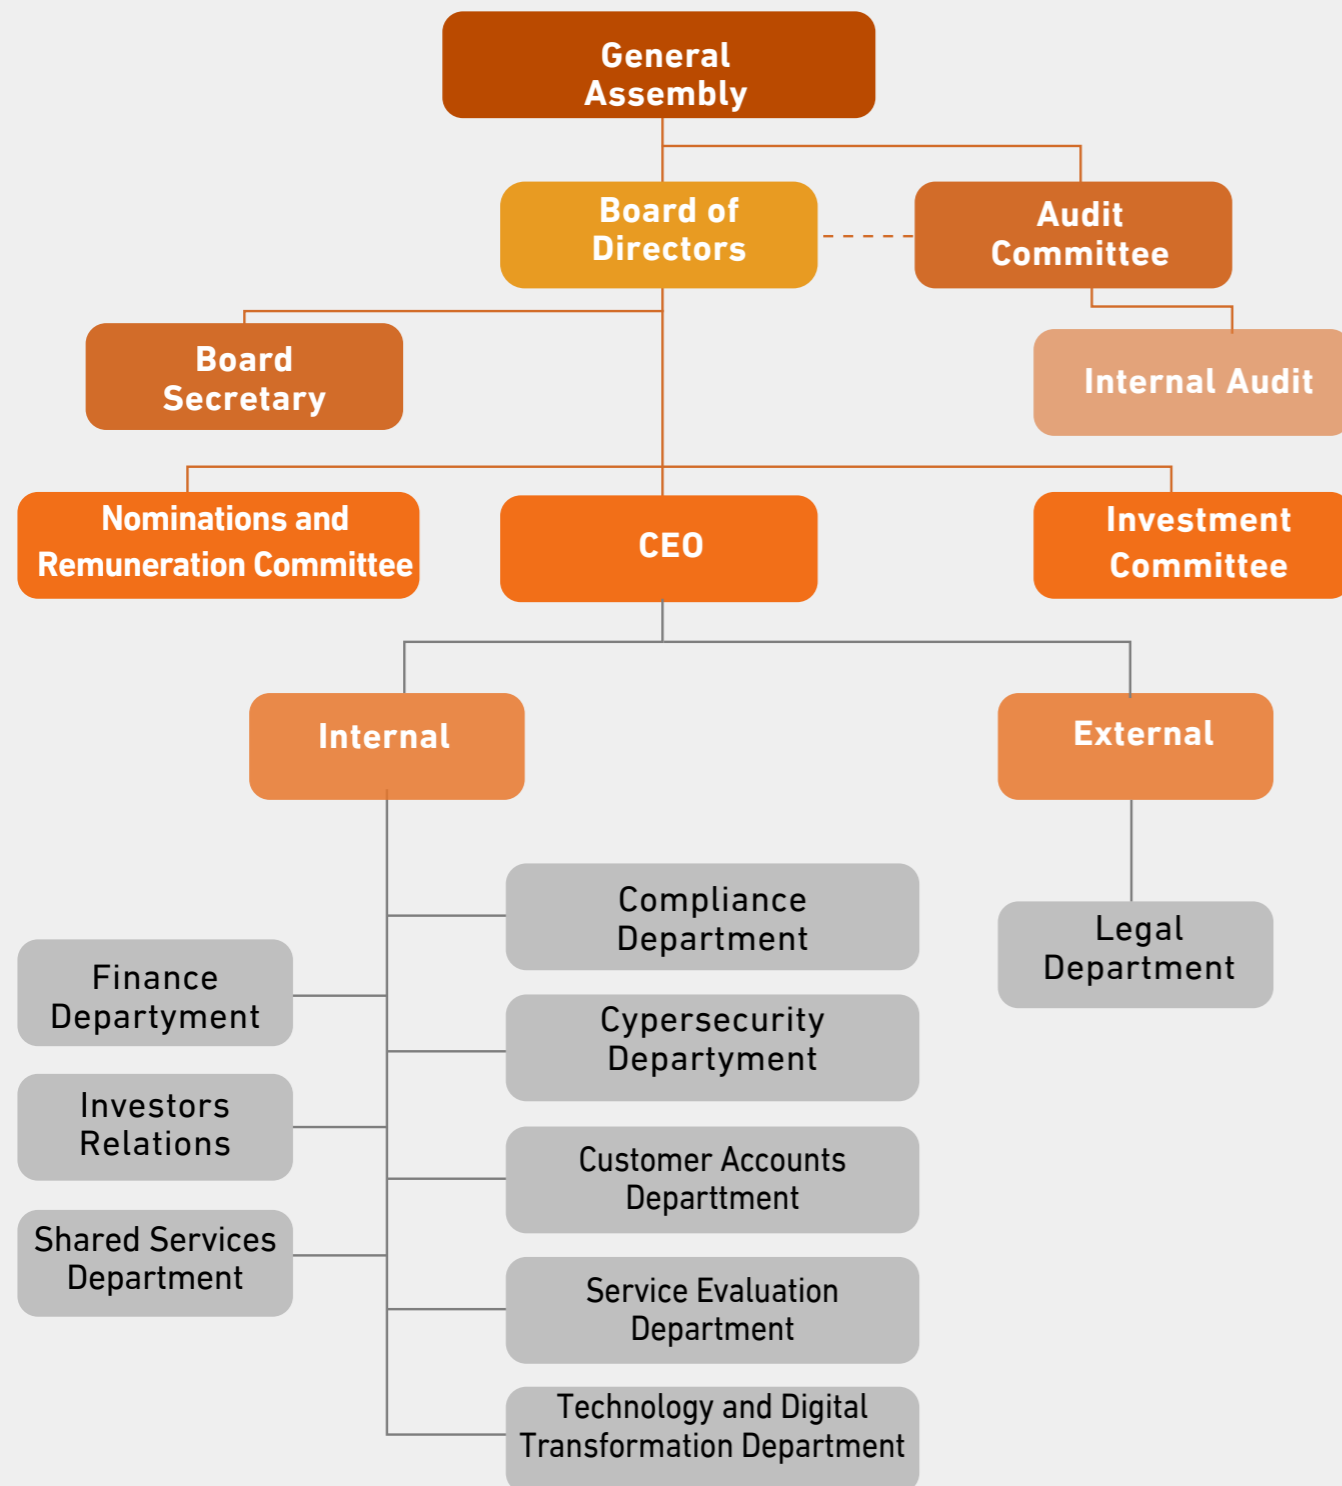 General
Assembly
Board of
Directors
Audit
Committee
Board
Secretary
Internal Audit
Nominations and
Remuneration Committee
CEO
Investment
Committee
Internal
External
Compliance
Department
Legal
Department
Finance
Departyment
Cypersecurity
Departyment
Investors
Relations
Customer Accounts
Departtment
Shared Services
Department
Service Evaluation
Department
Technology and Digital
Transformation Department